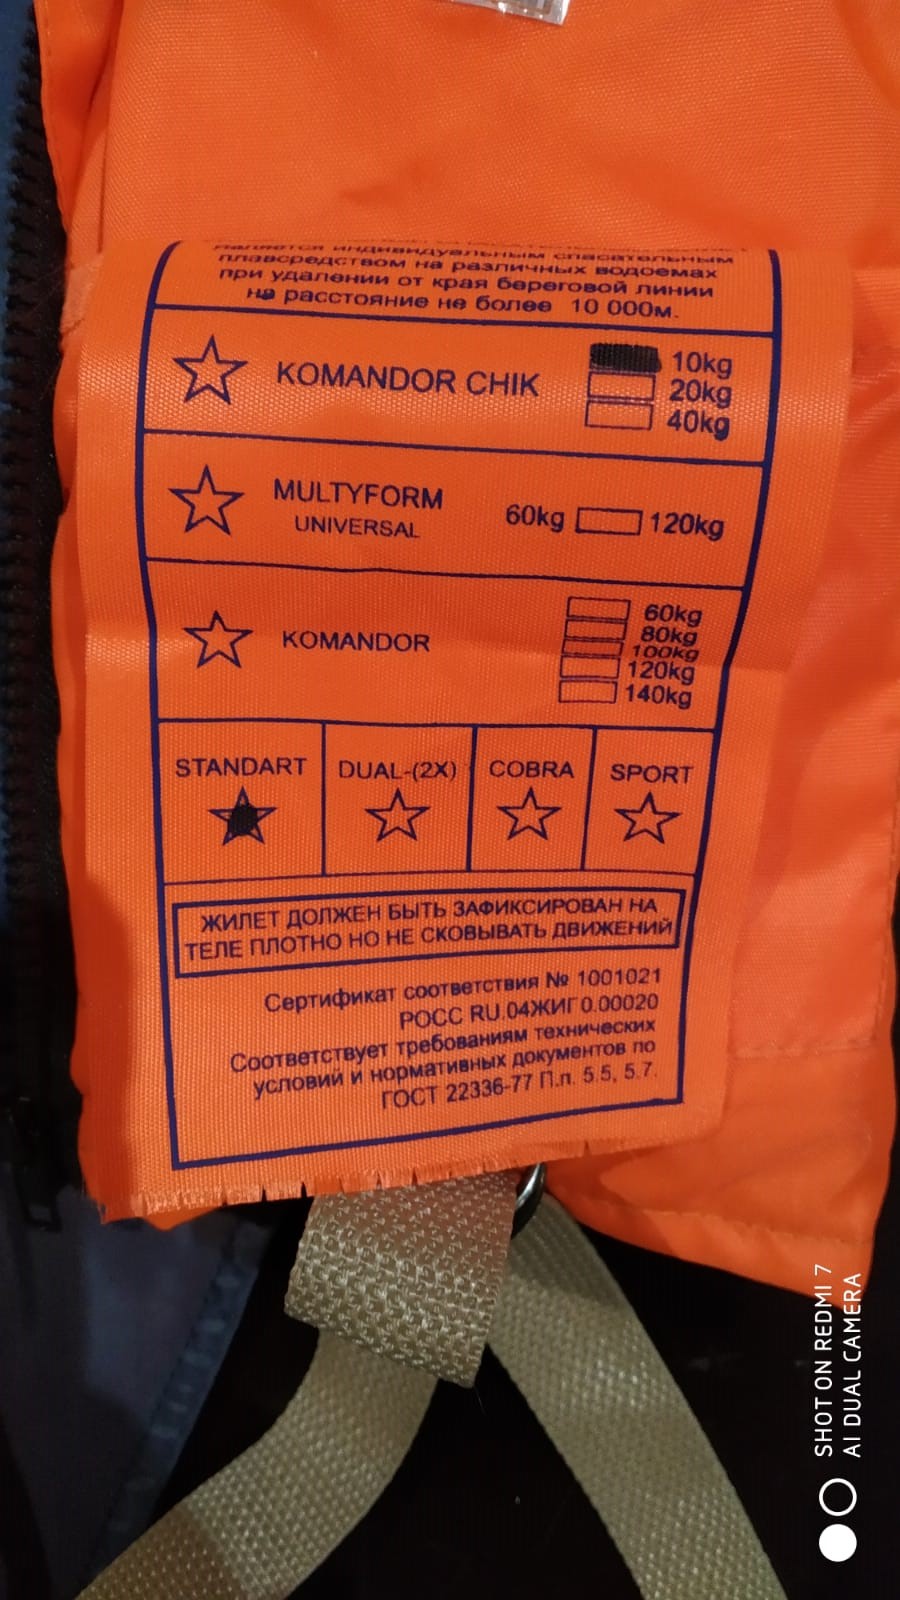 является индивидуальным спасательным
плавсредством на различных водоемах
при удалении от края береговой линии
на расстояние не более 10 000м.
KOMANDOR CHIK
10kg
20kg
40kg
MULTYFORM
UNIVERSAL
60kg 120kg
KOMANDOR
60kg
80kg
100kg
120kg
140kg
STANDART DUAL-(2X) COBRA SPORT
ЖИЛЕТ ДОЛЖЕН БЫТЬ ЗАФИКСИРОВАН НА
ТЕЛЕ ПЛОТНО НО НЕ СКОВЫВАТЬ ДВИЖЕНИЙ
Сертификат соответствия № 1001021
РОСС RU.04ЖИГ0.00020
Соответствует требованиям технических
условий и нормативных документов по
ГОСТ 22336-77 П.п. 5.5, 5.7.
SHOT ON REDMI 7
AI DUAL CAMERA